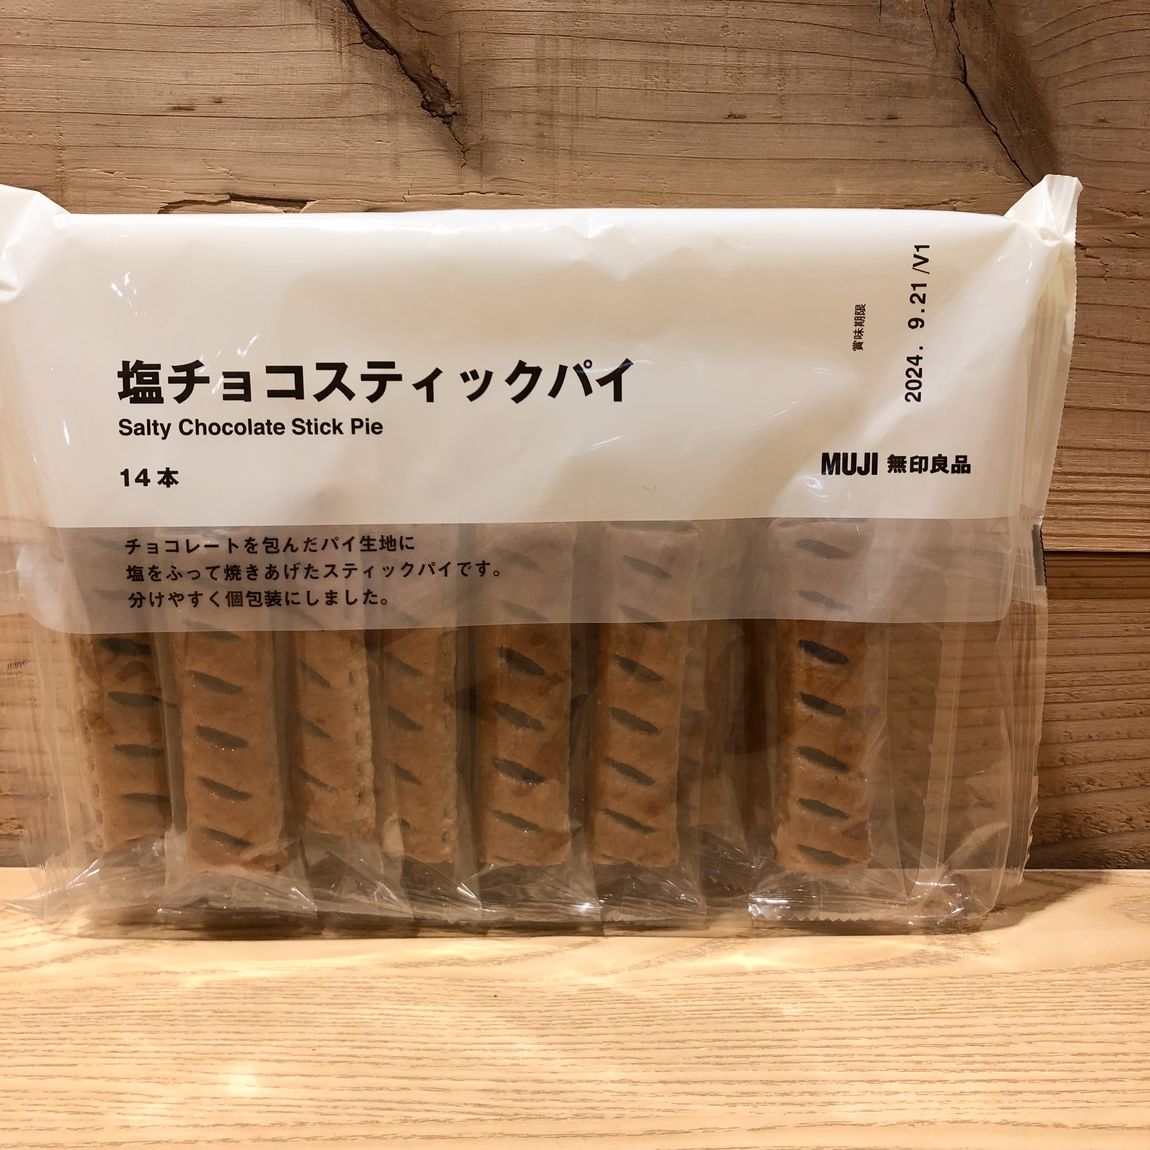 塩チョコスティックパイ
Salty Chocolate Stick Pie
14本
賞味期限
2024. 9.21 /V1
MUJI 無印良品
チョコレートを包んだパイ生地に
塩をふって焼きあげたスティックパイです。
分けやすく個包装にしました。